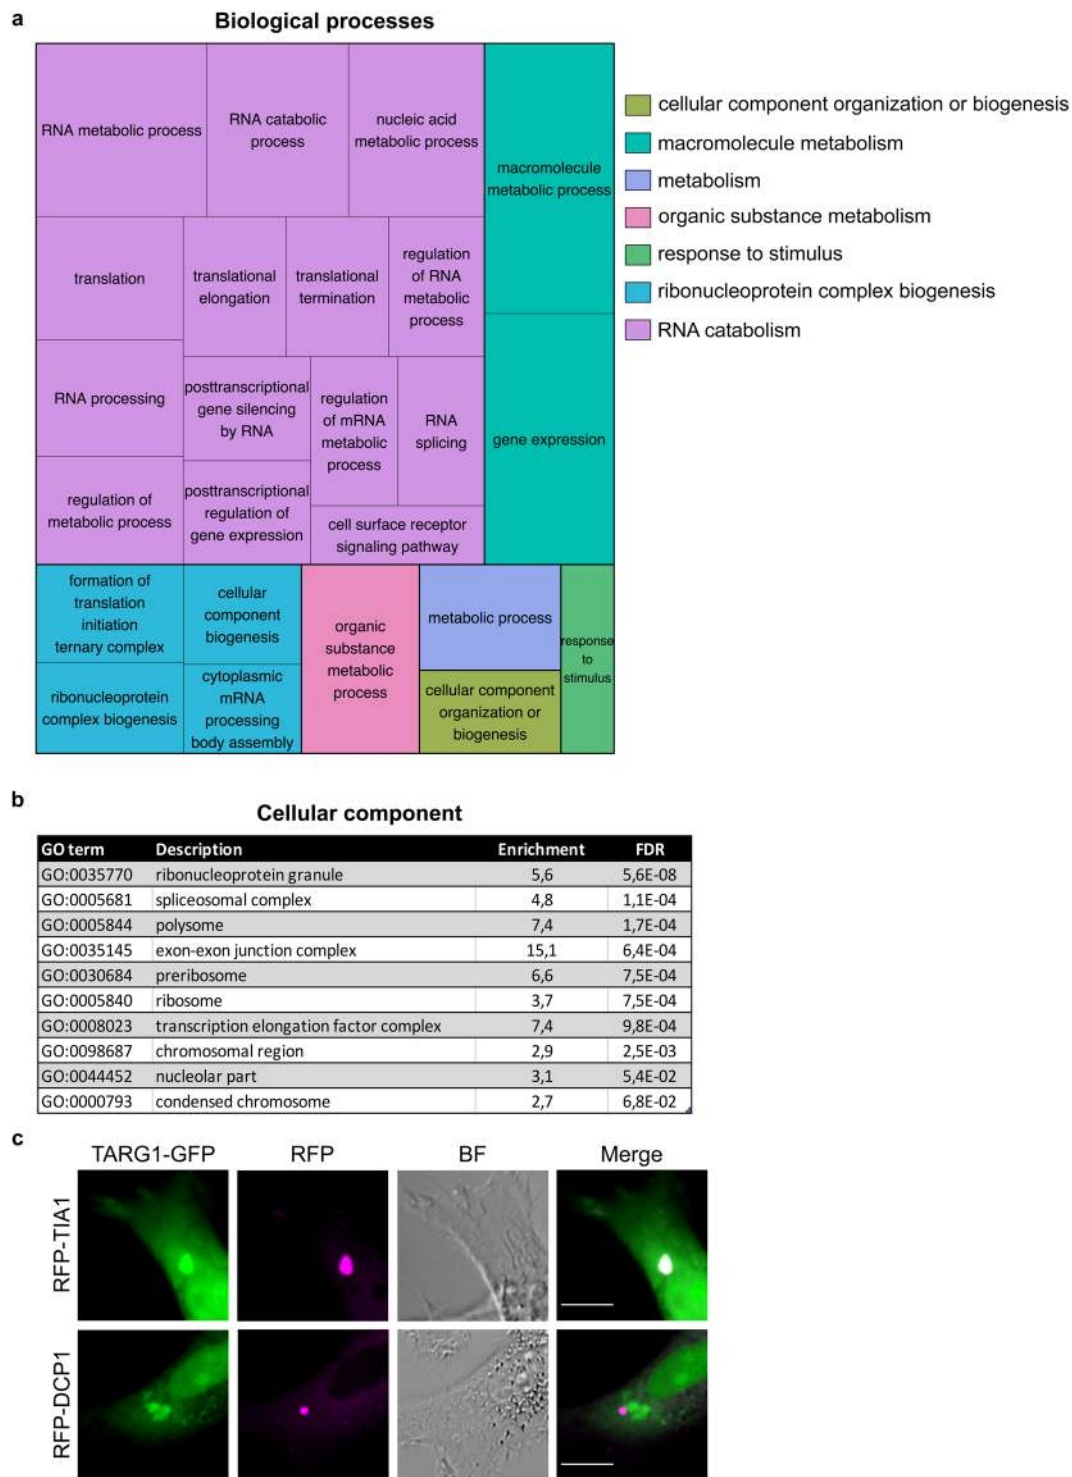 a
Biological processes
RNA metabolic process
RNA catabolic
process
nucleic acid
metabolic process
macromolecule
metabolic process
translation
translational
elongation
translational
termination
regulation
of RNA
metabolic
process
RNA processing
posttranscriptional
gene silencing
by RNA
regulation
of mRNA
metabolic
process
RNA
splicing
gene expression
regulation of
metabolic process
posttranscriptional
regulation of
gene expression
cell surface receptor
signaling pathway
formation of
translation
initiation
ternary complex
cellular
component
biogenesis
organic
substance
metabolic
process
metabolic process
response
to
stimulus
ribonucleoprotein
complex biogenesis
cytoplasmic
mRNA
processing
body assembly
cellular component
organization or
biogenesis
cellular component organization or biogenesis
macromolecule metabolism
metabolism
organic substance metabolism
response to stimulus
ribonucleoprotein complex biogenesis
RNA catabolism
b
Cellular component
GO term Description Enrichment FDR
GO:0035770 ribonucleoprotein granule 5,6 5,6E-08
GO:0005681 spliceosomal complex 4,8 1,1E-04
GO:0005844 polysome 7,4 1,7E-04
GO:0035145 exon-exon junction complex 15,1 6,4E-04
GO:0030684 preribosome 6,6 7,5E-04
GO:0005840 ribosome 3,7 7,5E-04
GO:0008023 transcription elongation factor complex 7,4 9,8E-04
GO:0098687 chromosomal region 2,9 2,5E-03
GO:0044452 nucleolar part 3,1 5,4E-02
GO:0000793 condensed chromosome 2,7 6,8E-02
c
TARG1-GFP RFP BF Merge
RFP-TIA1
RFP-DCP1